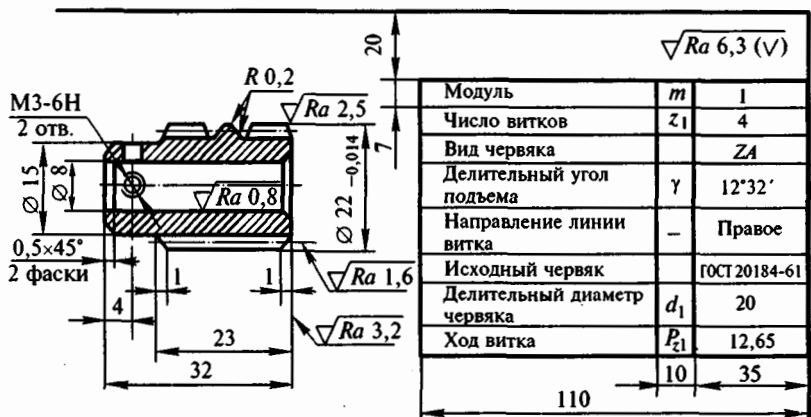 20
√Ra 6,3 (√)
R 0,2
М3-6Н
2 отв.
Ra 2,5
7
Ø 15
Ø 8
Ra 0,8
Ø 22 -0,014
0,5×45°
2 фаски
1
1
Ra 1,6
4
23
Ra 3,2
32
Модуль m 1
Число витков z1 4
Вид червяка ZA
Делительный угол
подъема γ 12°32′
Направление линии
витка – Правое
Исходный червяк ГОСТ 20184-61
Делительный диаметр
червяка d1 20
Ход витка Pz1 12,65
10 35
110